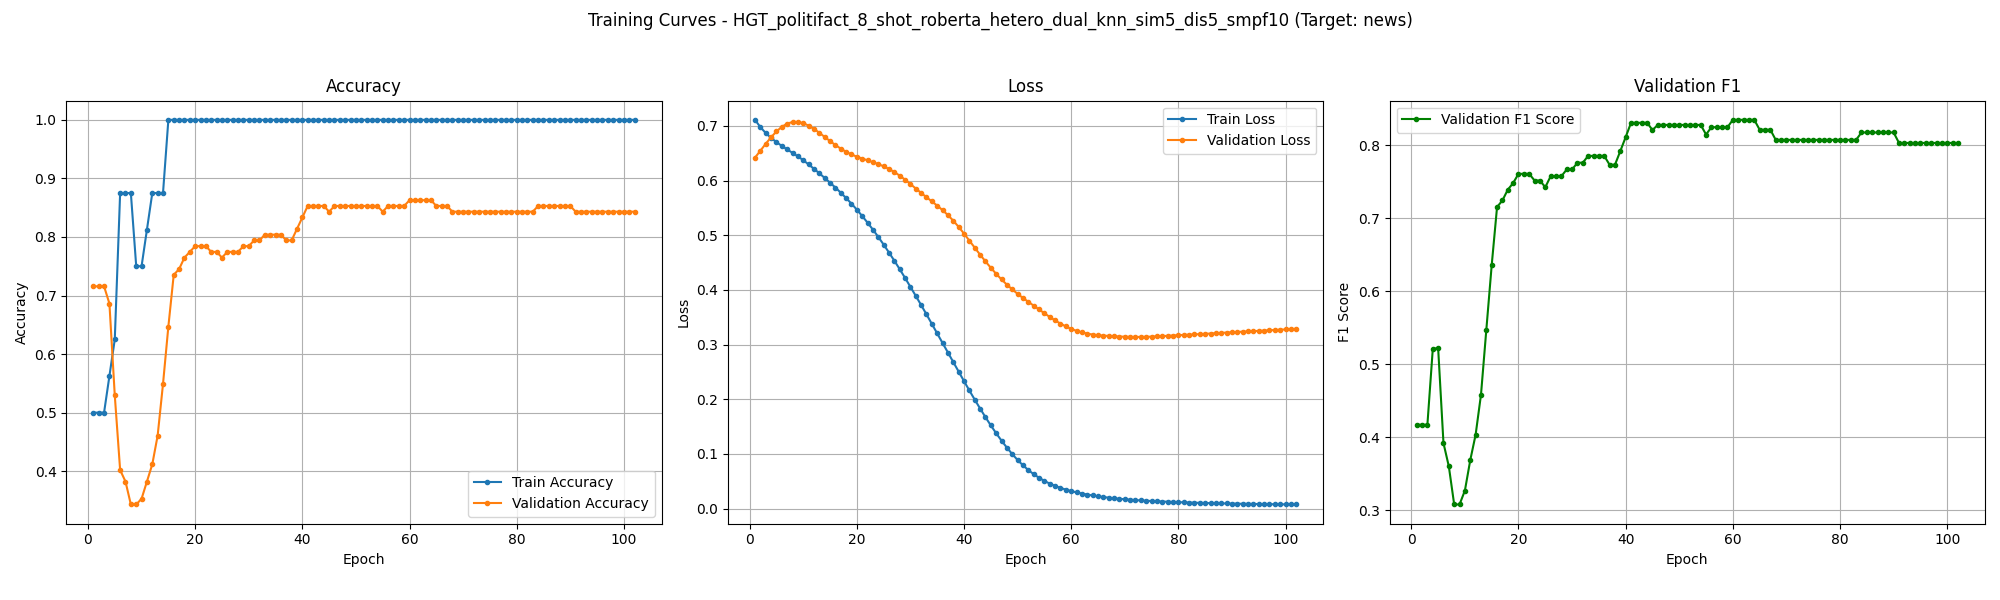 Training Curves - HGT_politifact_8_shot_roberta_hetero_dual_knn_sim5_dis5_smpf10 (Target: news)
Accuracy
1.0
0.9
0.8
0.7
0.6
0.5
0.4
Accuracy
Train Accuracy
Validation Accuracy
0 20 40 60 80 100
Epoch
Loss
0.7
0.6
0.5
0.4
0.3
0.2
0.1
0.0
Loss
Train Loss
Validation Loss
0 20 40 60 80 100
Epoch
Validation F1
0.8
0.7
0.6
0.5
0.4
0.3
F1 Score
Validation F1 Score
0 20 40 60 80 100
Epoch